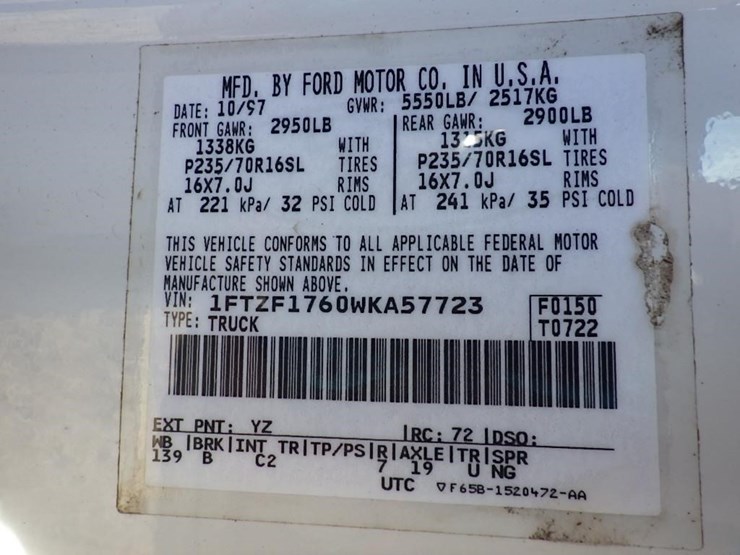 MFD. BY FORD MOTOR CO. IN U.S.A.
DATE: 10/97 GVWR: 5550LB/ 2517KG
FRONT GAWR: 2950LB REAR GAWR: 2900LB
1338KG WITH WITH
P235/70R16SL TIRES P235/70R16SL TIRES
16X7.0J RIMS 16X7.0J RIMS
AT 221 kPa/ 32 PSI COLD AT 241 kPa/ 35 PSI COLD
THIS VEHICLE CONFORMS TO ALL APPLICABLE FEDERAL MOTOR
VEHICLE SAFETY STANDARDS IN EFFECT ON THE DATE OF
MANUFACTURE SHOWN ABOVE.
VIN: 1FTZF1760WKA57723 F0150
TYPE: TRUCK T0722
EXT PNT: YZ RC: 72 DSO:
WB BRK INT TR TP/PS R AXLE TR SPR
139 B C2 7 19 U NG
UTC ▽F65B-1520472-AA